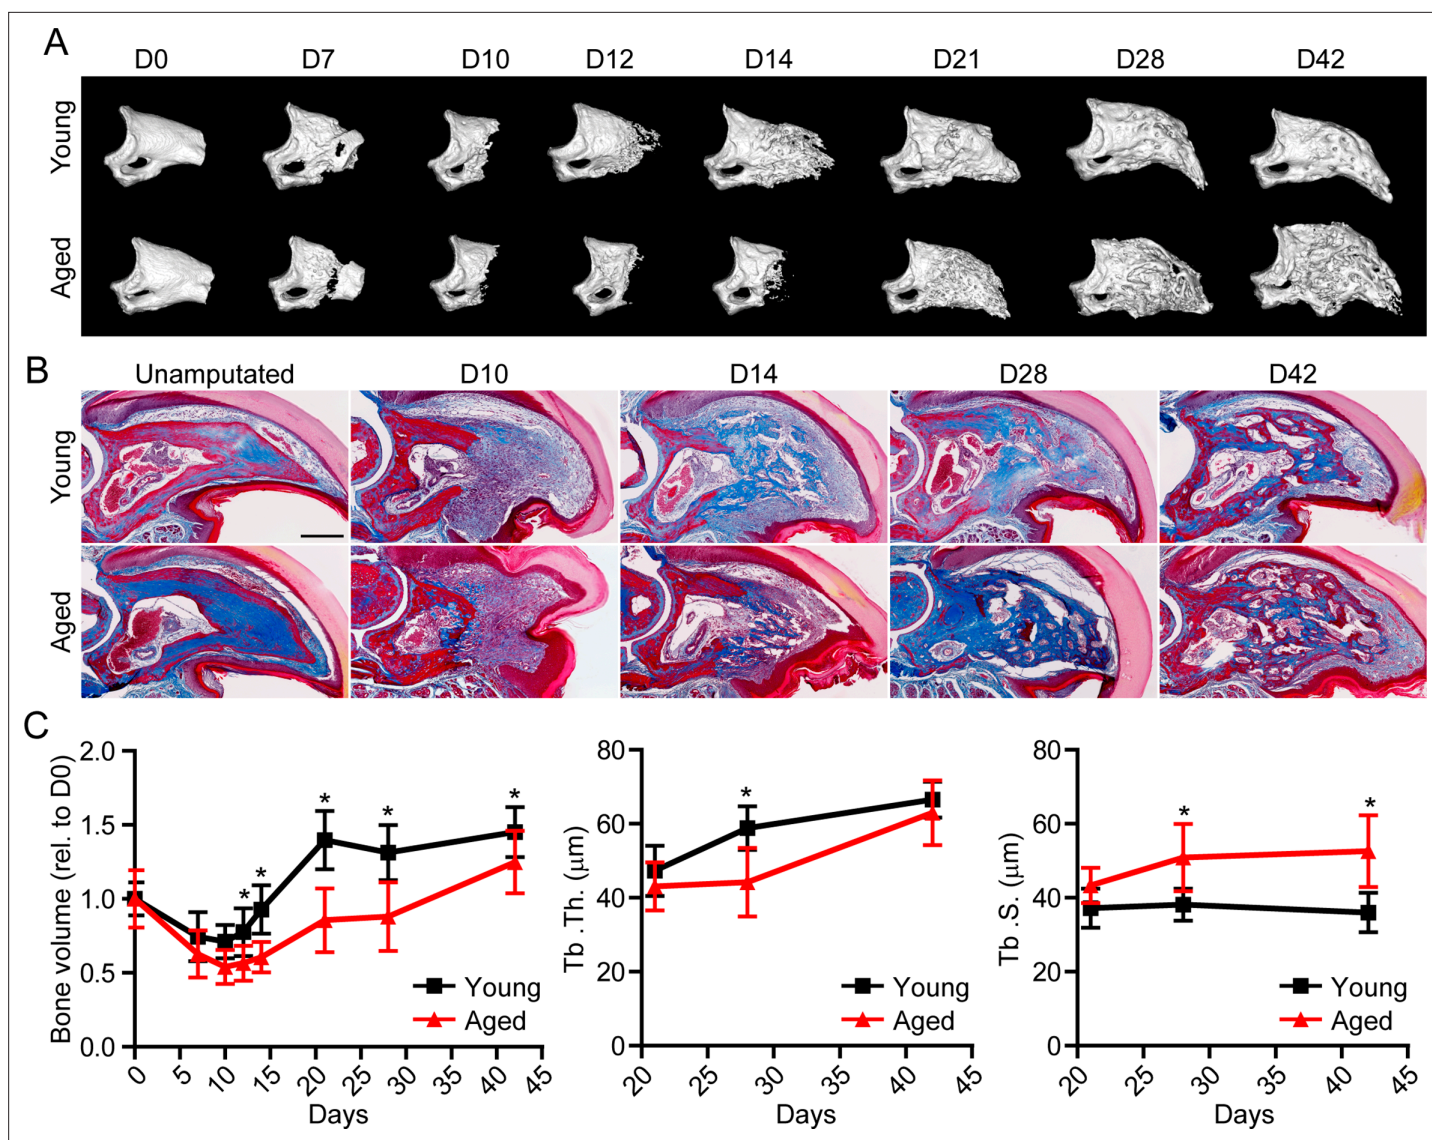 A
D0 D7 D10 D12 D14 D21 D28 D42
Young
Aged
B
Unamputated D10 D14 D28 D42
Young
Aged
C
Bone volume (rel. to D0)
2.0
1.5
1.0
0.5
0.0
* * * * *
Young
Aged
0 5 10 15 20 25 30 35 40 45
Days
Tb .Th. (μm)
80
60
40
20
0
*
Young
Aged
20 25 30 35 40 45
Days
Tb .S. (μm)
80
60
40
20
0
* *
Young
Aged
20 25 30 35 40 45
Days